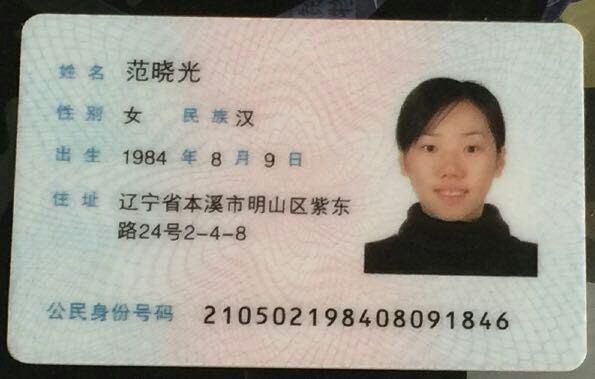 姓名 范晓光
性别 女 民族 汉
出生 1984 年 8 月 9 日
住址 辽宁省本溪市明山区紫东
路24号2-4-8
公民身份号码 210502198408091846